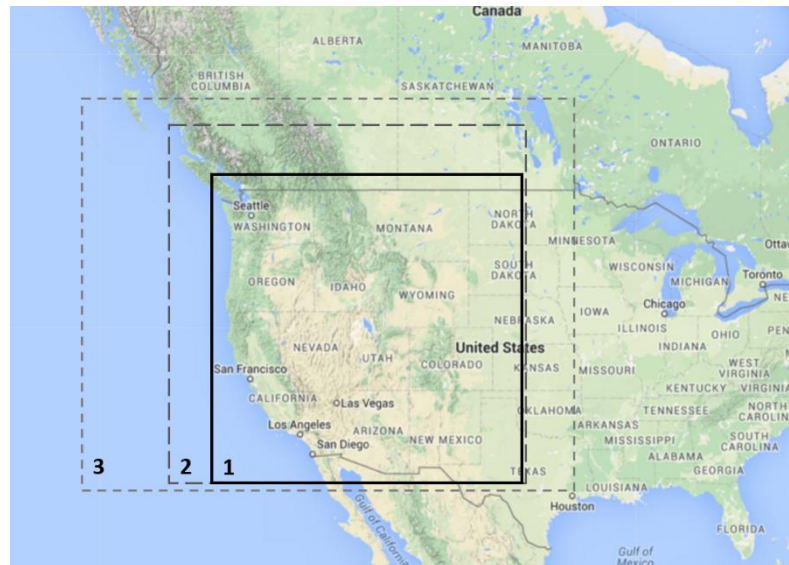 Canada
ALBERTA
MANITOBA
BRITISH
COLUMBIA
SASKATCHEWAN
ONTARIO
Seattle
WASHINGTON
MONTANA
NORTH
DAKOTA
MINNESOTA
Ottaw
OREGON
IDAHO
SOUTH
DAKOTA
WISCONSIN
MICHIGAN
Toronto
WYOMING
Chicago
NE
IOWA
NEBRASKA
ILLINOIS
OHIO
PEN
NEVADA
UTAH
United States
INDIANA
San Francisco
COLORADO
KANSAS
MISSOURI
WEST
VIRGINIA
KENTUCKY
VIRGINIA
CALIFORNIA
Las Vegas
OKLAHOMA
TENNESSEE
NORTH
CAROLIN
Los Angeles
ARIZONA
NEW MEXICO
ARKANSAS
MISSISSIPPI
SOUTH
CAROLINA
San Diego
ALABAMA
3
2
1
TEXAS
GEORGIA
LOUISIANA
Houston
Gulf of
California
FLORIDA
Gulf of
Mexico